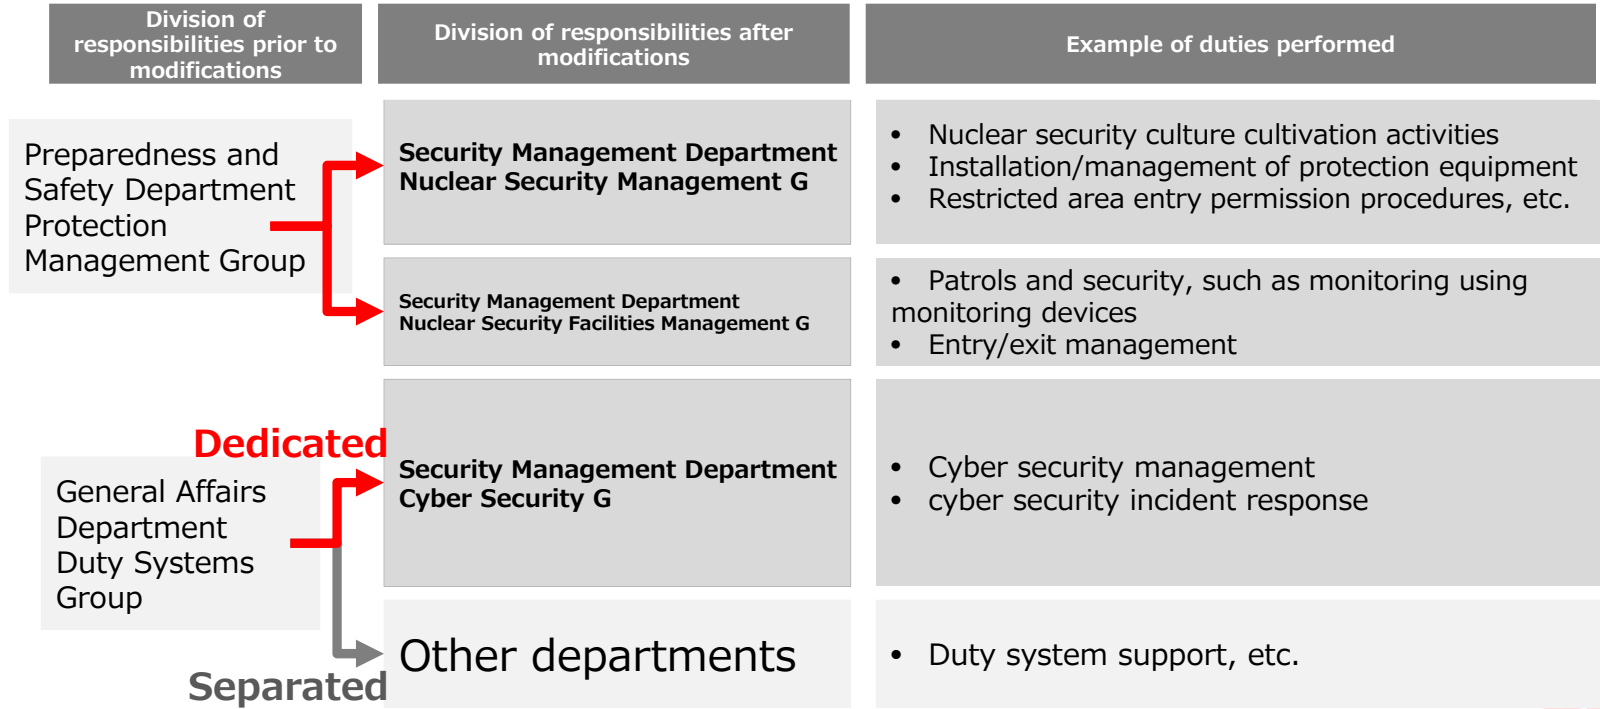 Division of
responsibilities prior to
modifications
Division of responsibilities after
modifications
Example of duties performed
Preparedness and
Safety Department
Protection
Management Group
Security Management Department
Nuclear Security Management G
• Nuclear security culture cultivation activities
• Installation/management of protection equipment
• Restricted area entry permission procedures, etc.
Security Management Department
Nuclear Security Facilities Management G
• Patrols and security, such as monitoring using
monitoring devices
• Entry/exit management
Dedicated
General Affairs
Department
Duty Systems
Group
Security Management Department
Cyber Security G
• Cyber security management
• cyber security incident response
Separated
Other departments
• Duty system support, etc.